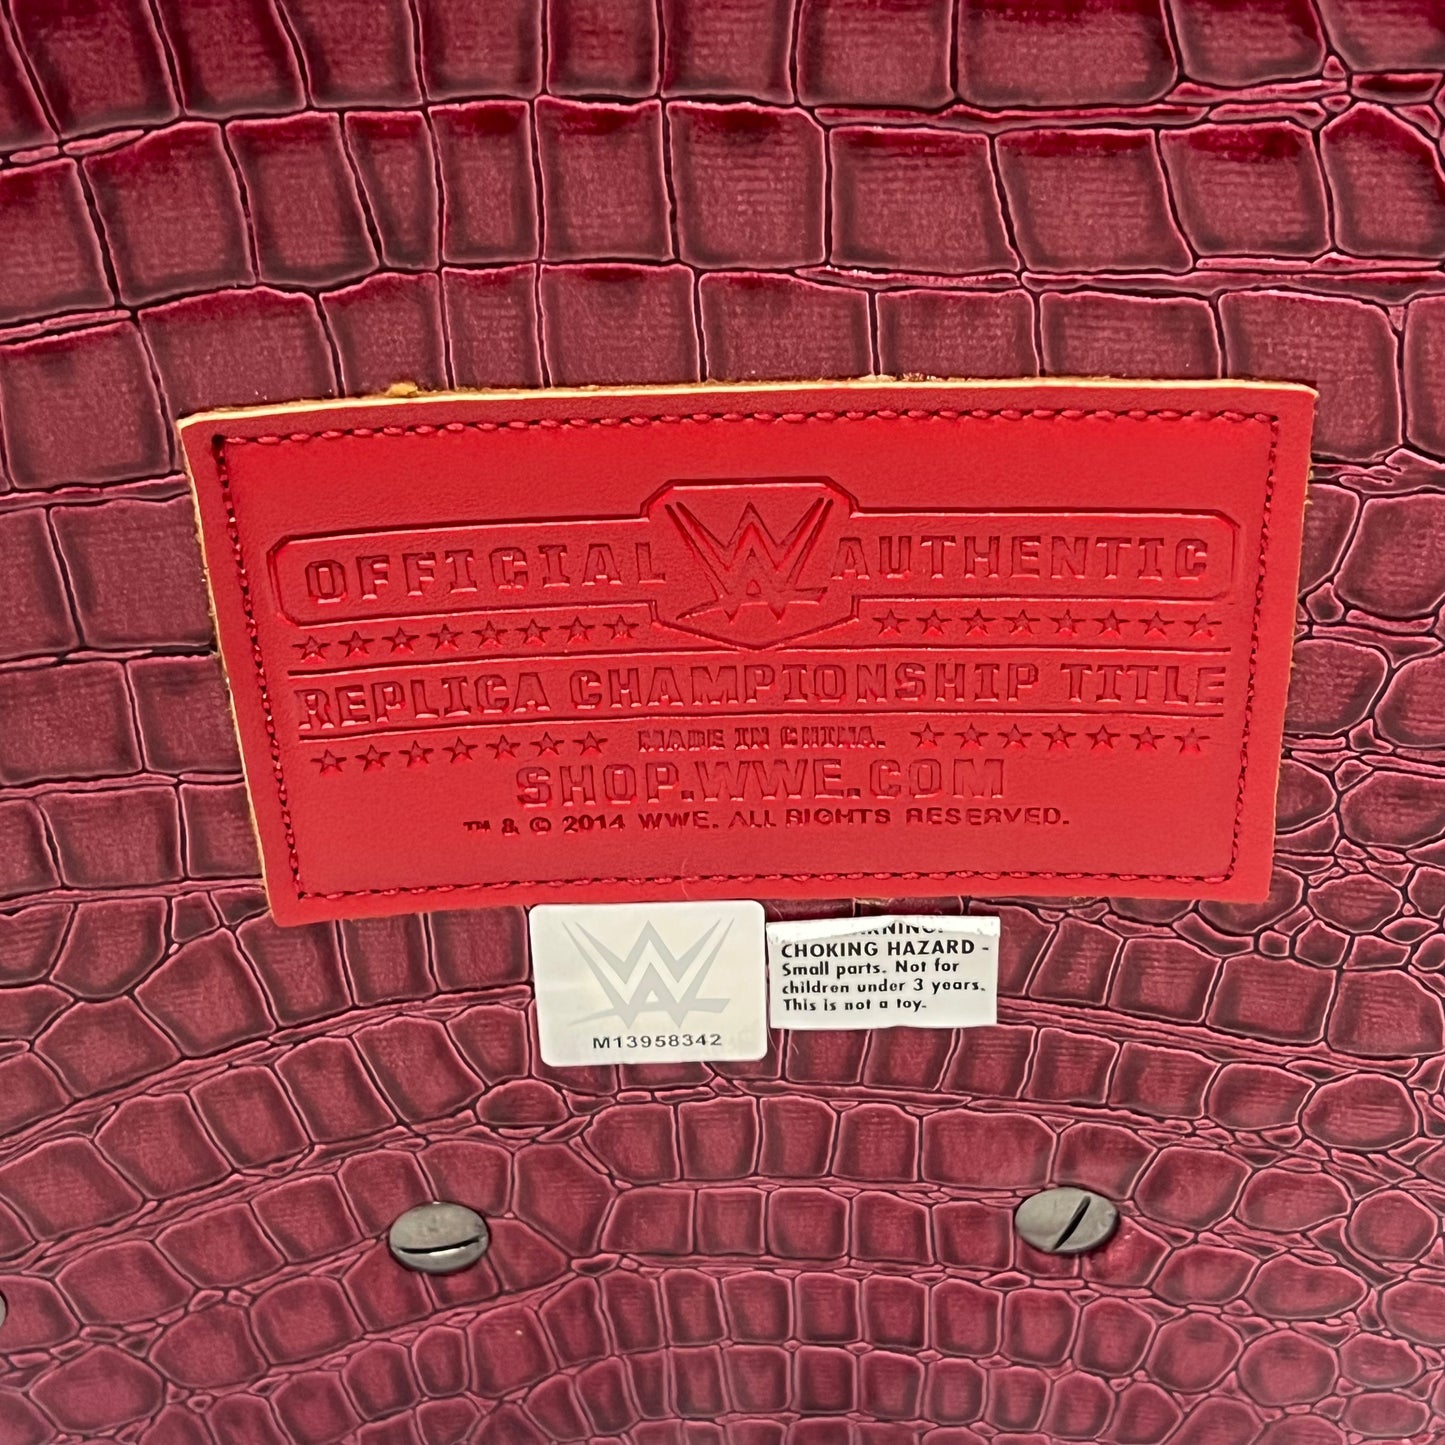 OFFICIAL W AUTHENTIC
REPLICA CHAMPIONSHIP TITLE
MADE IN CHINA.
SHOP.WWE.COM
™ & © 2014 WWE. ALL RIGHTS RESERVED.
W
M13958342
WARNING:
CHOKING HAZARD -
Small parts. Not for
children under 3 years.
This is not a toy.